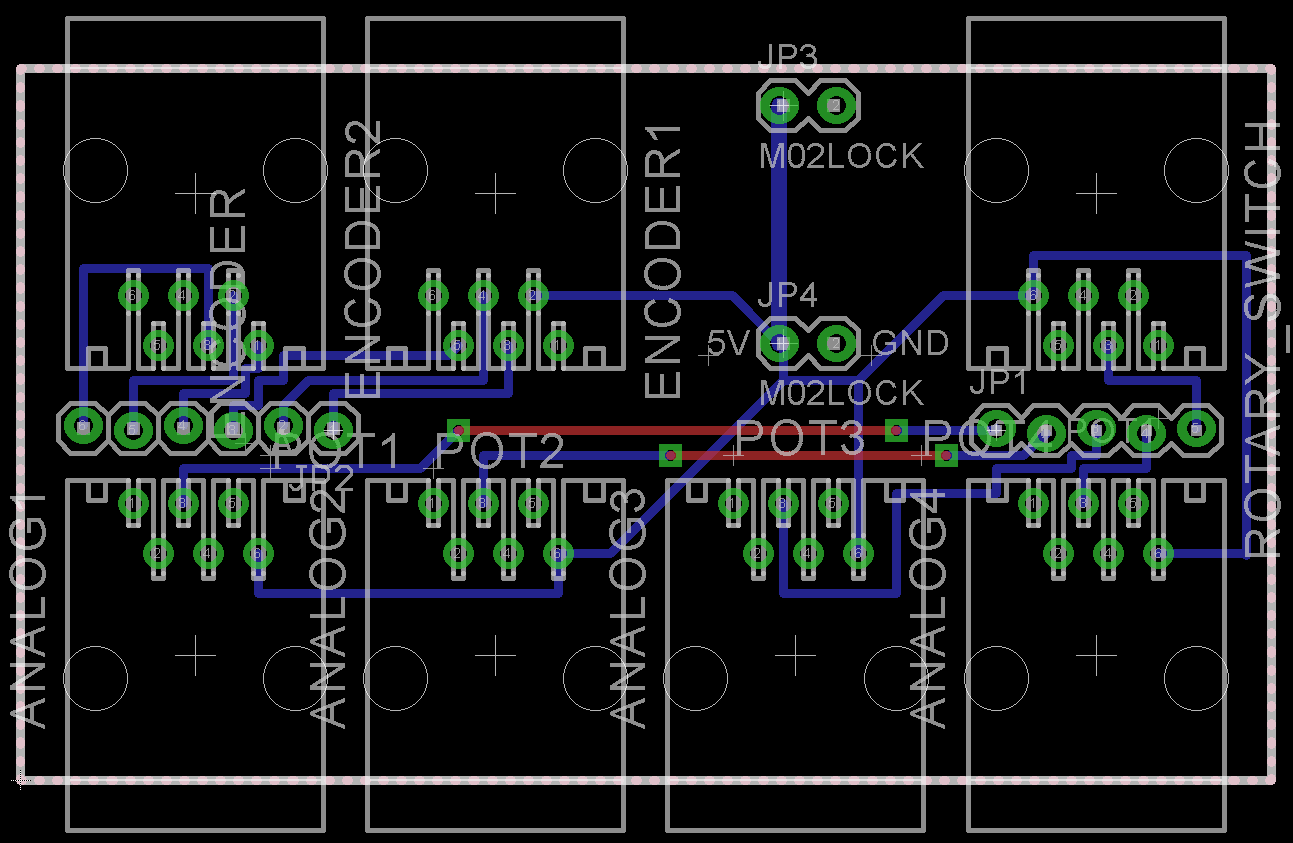 JP3
M02LOCK
ENCODER
ENCODER2
ENCODER1
ROTARY_SWITCH
JP4
5V
GND
M02LOCK
JP1
POT1
POT2
POT3
POT4
JP2
ANALOG1
ANALOG2
ANALOG3
ANALOG4